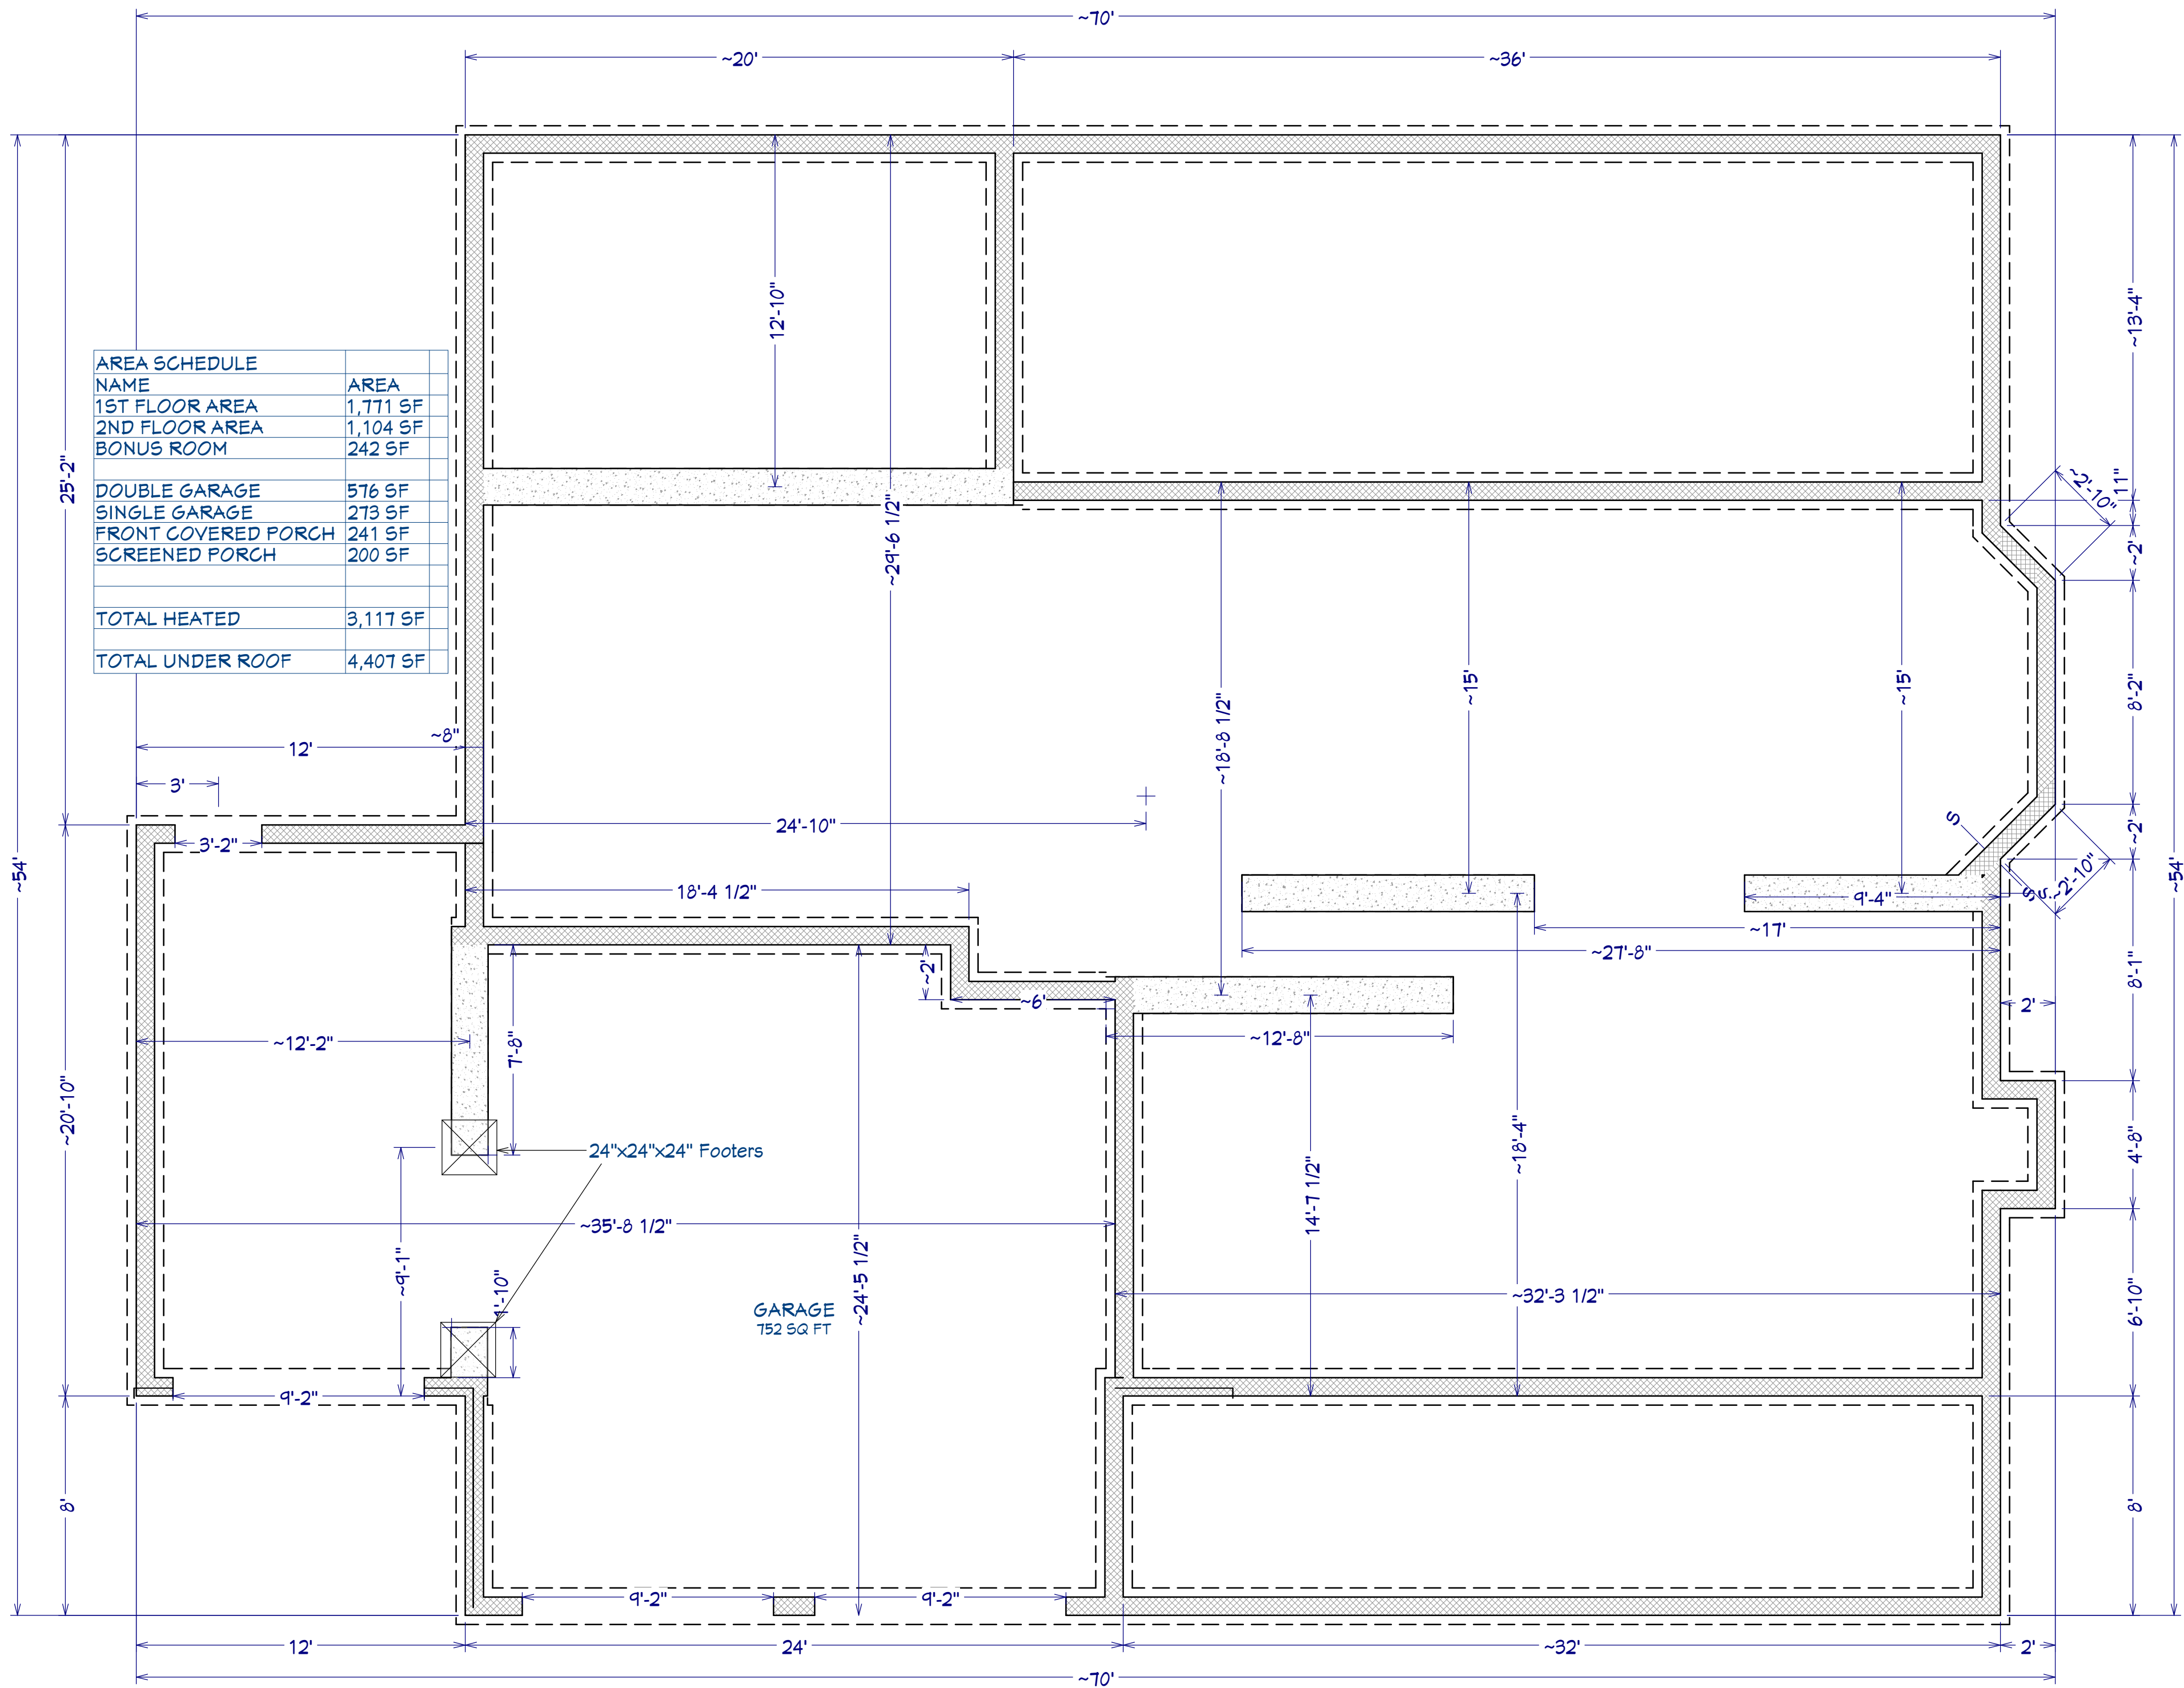 ~70'
~20' ~36'
12'-10"
~29'-6 1/2"
25'-2"
~54'
~13'-4"
11"
~2'-10"
~2'
8'-2"
~2'
~2'-10"
S
S
8'-1"
2'
4'-8"
6'-10"
8'
~54'
AREA SCHEDULE
NAME AREA
1ST FLOOR AREA 1,771 SF
2ND FLOOR AREA 1,104 SF
BONUS ROOM 242 SF
DOUBLE GARAGE 576 SF
SINGLE GARAGE 273 SF
FRONT COVERED PORCH 241 SF
SCREENED PORCH 200 SF
TOTAL HEATED 3,117 SF
TOTAL UNDER ROOF 4,407 SF
~8"
12'
3'
3'-2"
24'-10"
18'-4 1/2"
~18'-8 1/2"
~15'
~15'
9'-4"
~17'
~27'-8"
~2'
~6'
~12'-8"
~12'-2"
7'-8"
24"x24"x24" Footers
~20'-10"
~35'-8 1/2"
14'-7 1/2"
~18'-4"
~9'-1"
1'-10"
~24'-5 1/2"
GARAGE
752 SQ FT
~32'-3 1/2"
9'-2"
8'
9'-2" 9'-2"
12' 24' ~32' 2'
~70'